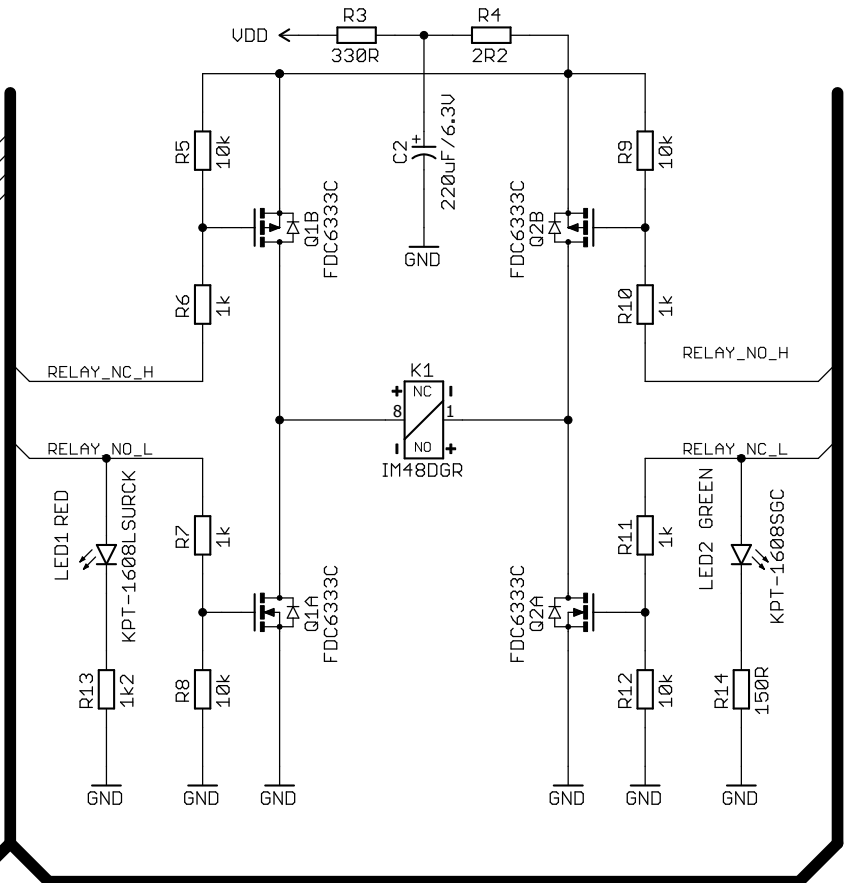 R3
R4
VDD
330R
2R2
R5
10k
C2
+
220uF/6.3V
R9
10k
Q1B
FDC6333C
FDC6333C
Q2B
GND
R6
1k
R10
1k
RELAY_NC_H
RELAY_NO_H
K1
+ NC -
8
1
- NO +
IM48DGR
RELAY_NO_L
RELAY_NC_L
LED1 RED
KPT-1608LSURCK
R7
1k
R11
1k
LED2 GREEN
KPT-1608SGC
Q1A
FDC6333C
FDC6333C
Q2A
R13
1k2
R8
10k
R12
10k
R14
150R
GND
GND
GND
GND
GND
GND